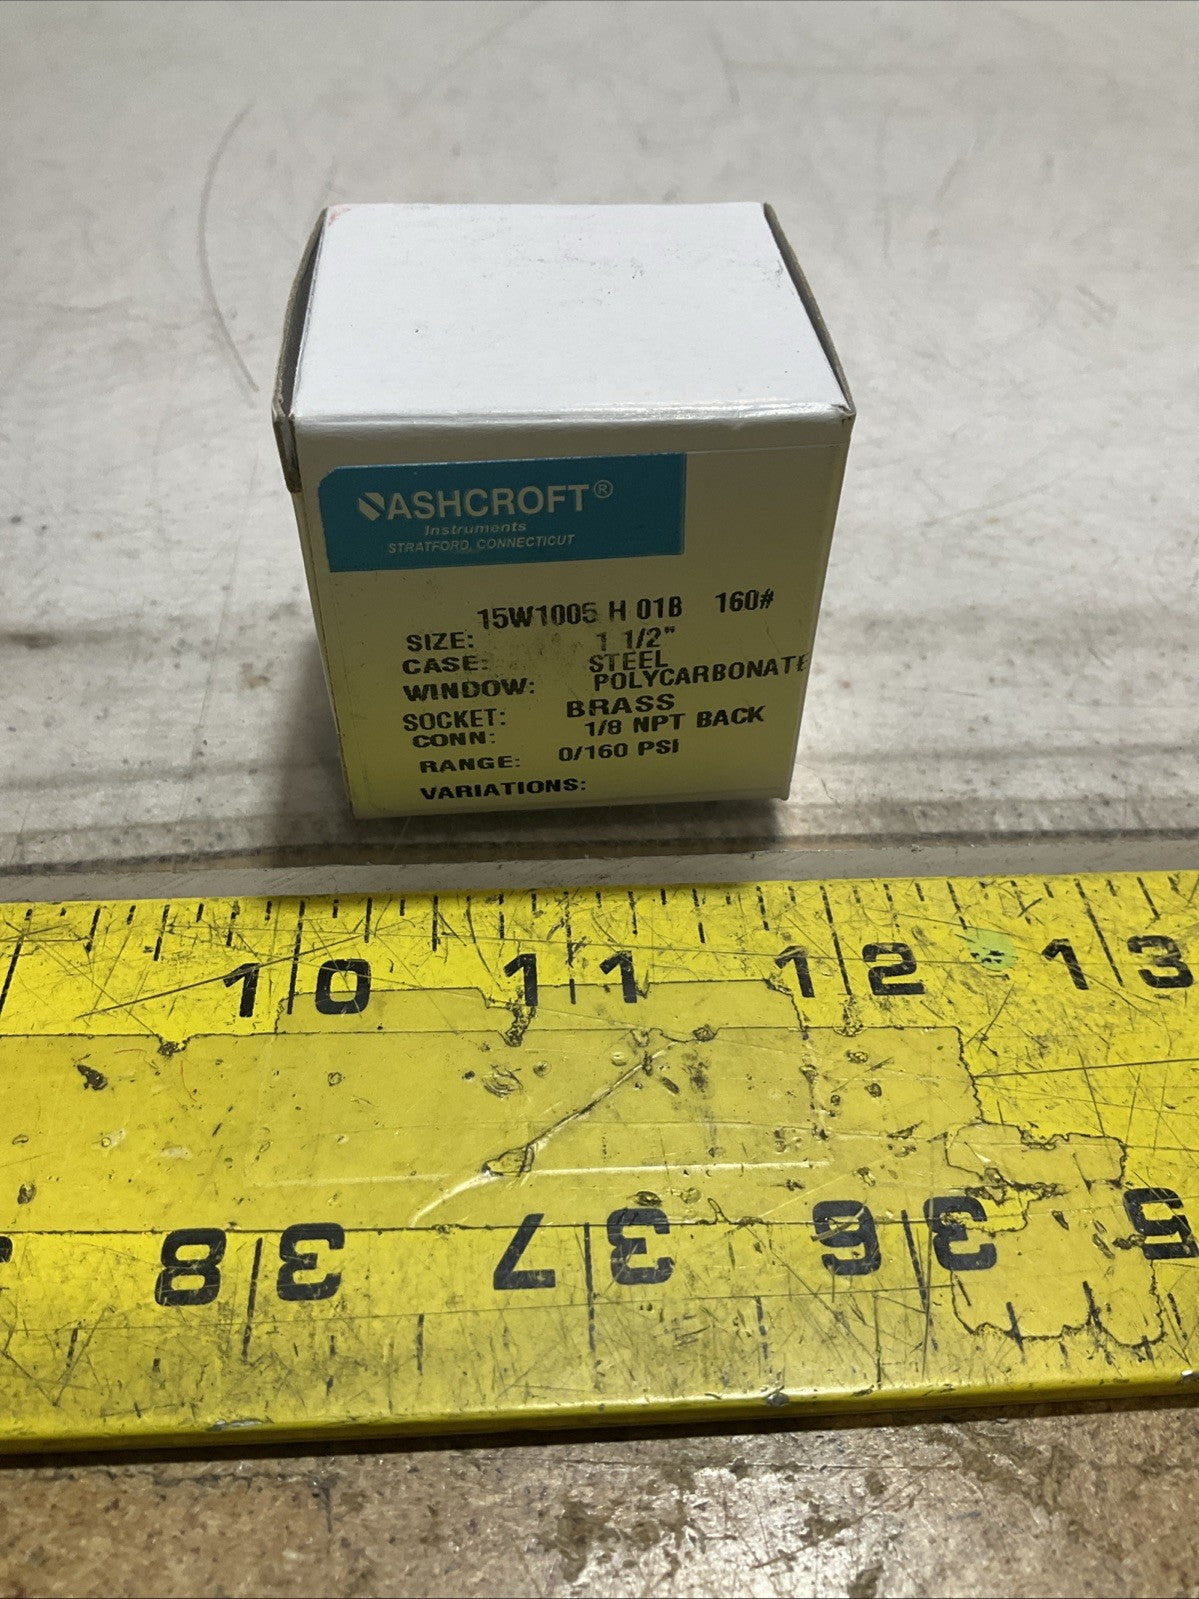 ASHCROFT®
Instruments
STRATFORD, CONNECTICUT
15W1005 H 01B 160#
SIZE: 1 1/2"
CASE: STEEL
WINDOW: POLYCARBONATE
SOCKET: BRASS
CONN: 1/8 NPT BACK
RANGE: 0/160 PSI
VARIATIONS:
10 11 12 13
38 37 36 35